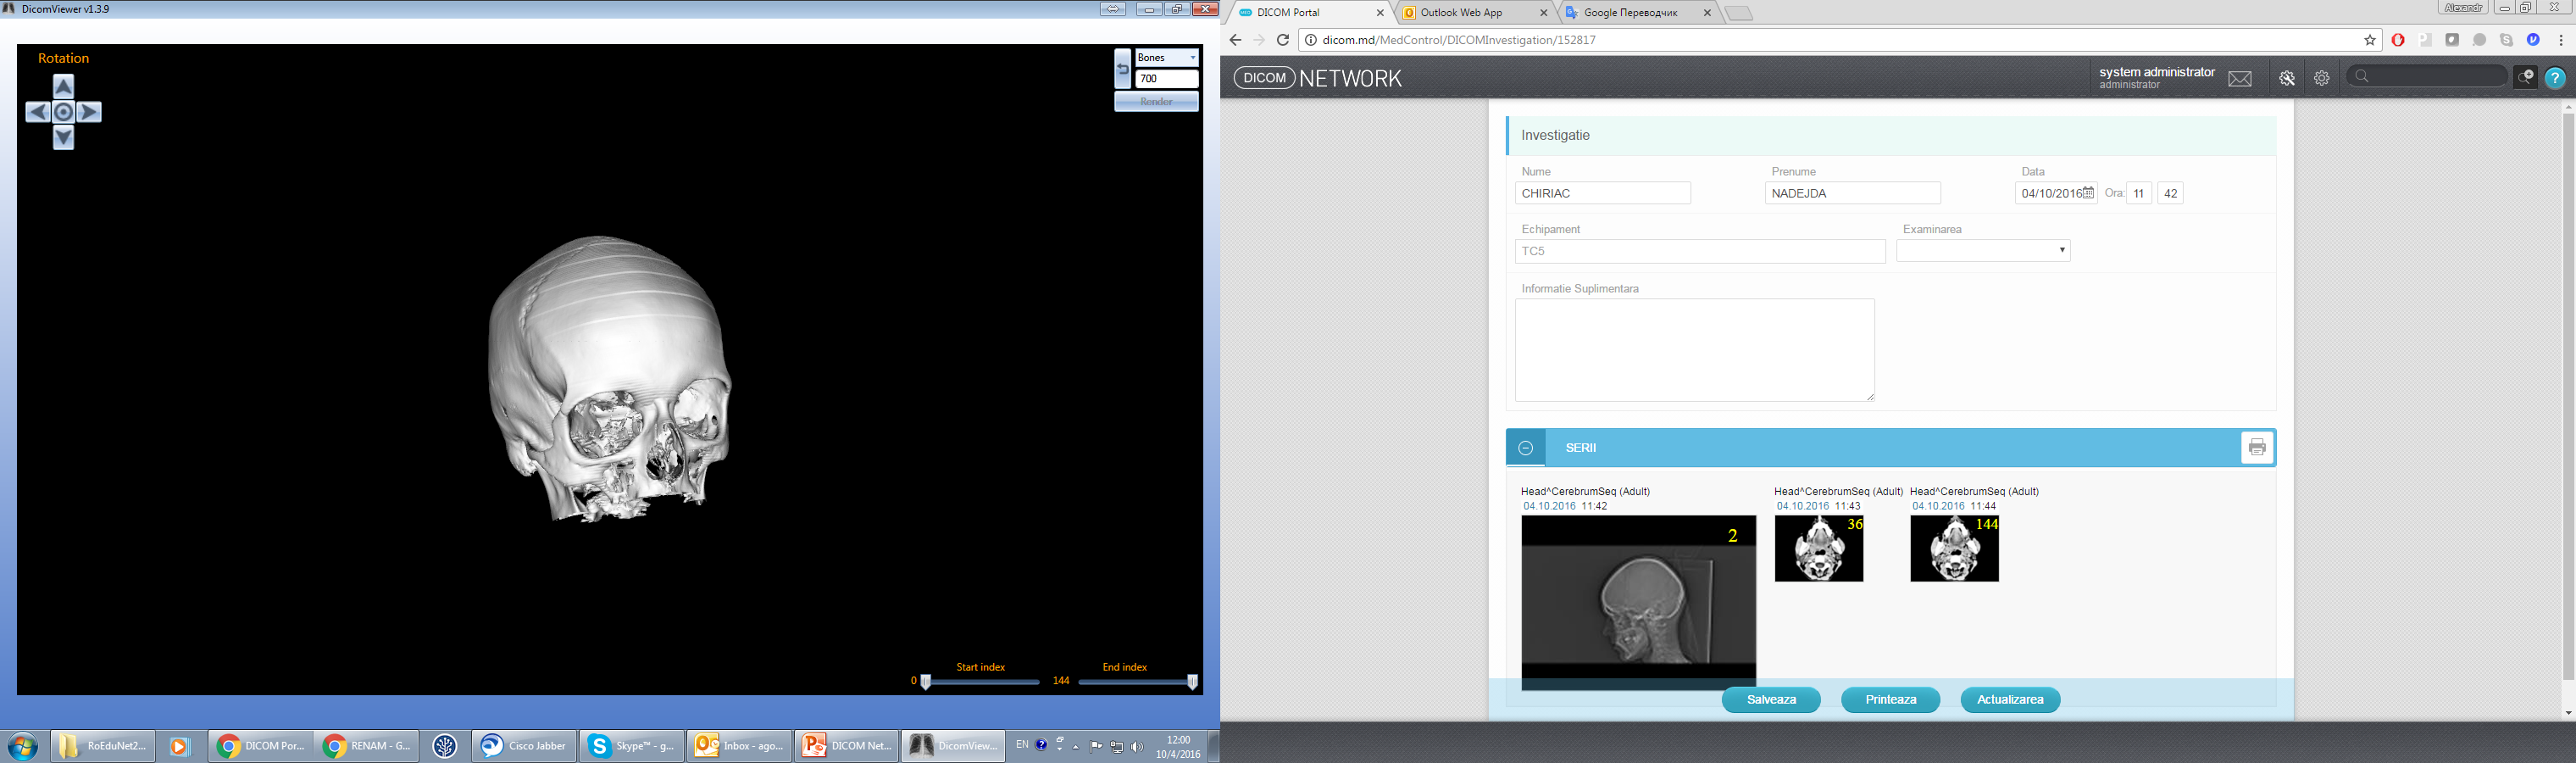 DicomViewer v1.3.9
Rotation
Bones
700
Render
Start index
End index
0
144
RoEduNet2...
DICOM Por...
RENAM - G...
Cisco Jabber
Skype™ - g...
Inbox - ago...
DICOM Net...
DicomView...
EN
12:00
10/4/2016
DICOM Portal
Outlook Web App
Google Переводчик
Alexandr
dicom.md/MedControl/DICOMInvestigation/152817
DICOM NETWORK
system administrator
administrator
Investigatie
Nume
Prenume
Data
CHIRIAC
NADEJDA
04/10/2016
Ora:
11
42
Echipament
Examinarea
TC5
Informatie Suplimentara
SERII
Head^CerebrumSeq (Adult)
04.10.2016 11:42
2
Head^CerebrumSeq (Adult)
04.10.2016 11:43
36
Head^CerebrumSeq (Adult)
04.10.2016 11:44
144
Salveaza
Printeaza
Actualizarea